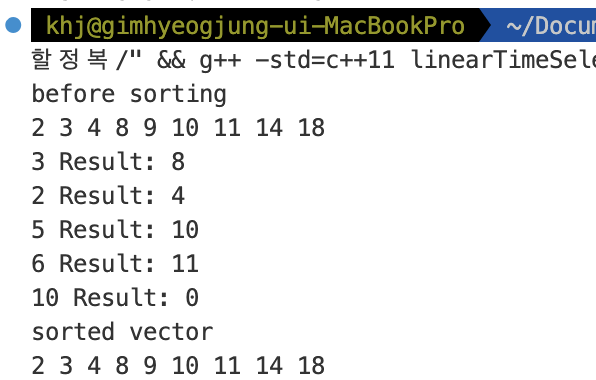 khj@gimhyeogjung-ui-MacBookPro ~/Docum
할정복/" && g++ -std=c++11 linearTimeSele
before sorting
2 3 4 8 9 10 11 14 18
3 Result: 8
2 Result: 4
5 Result: 10
6 Result: 11
10 Result: 0
sorted vector
2 3 4 8 9 10 11 14 18